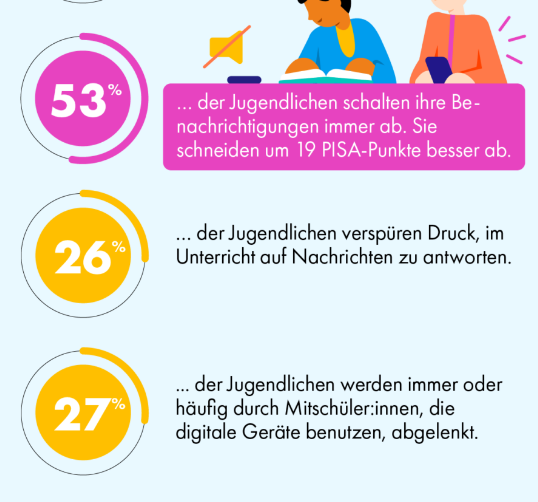 53%
... der Jugendlichen schalten ihre Be-
nachrichtigungen immer ab. Sie
schneiden um 19 PISA-Punkte besser ab.
26%
... der Jugendlichen verspüren Druck, im
Unterricht auf Nachrichten zu antworten.
27%
... der Jugendlichen werden immer oder
häufig durch Mitschüler:innen, die
digitale Geräte benutzen, abgelenkt.